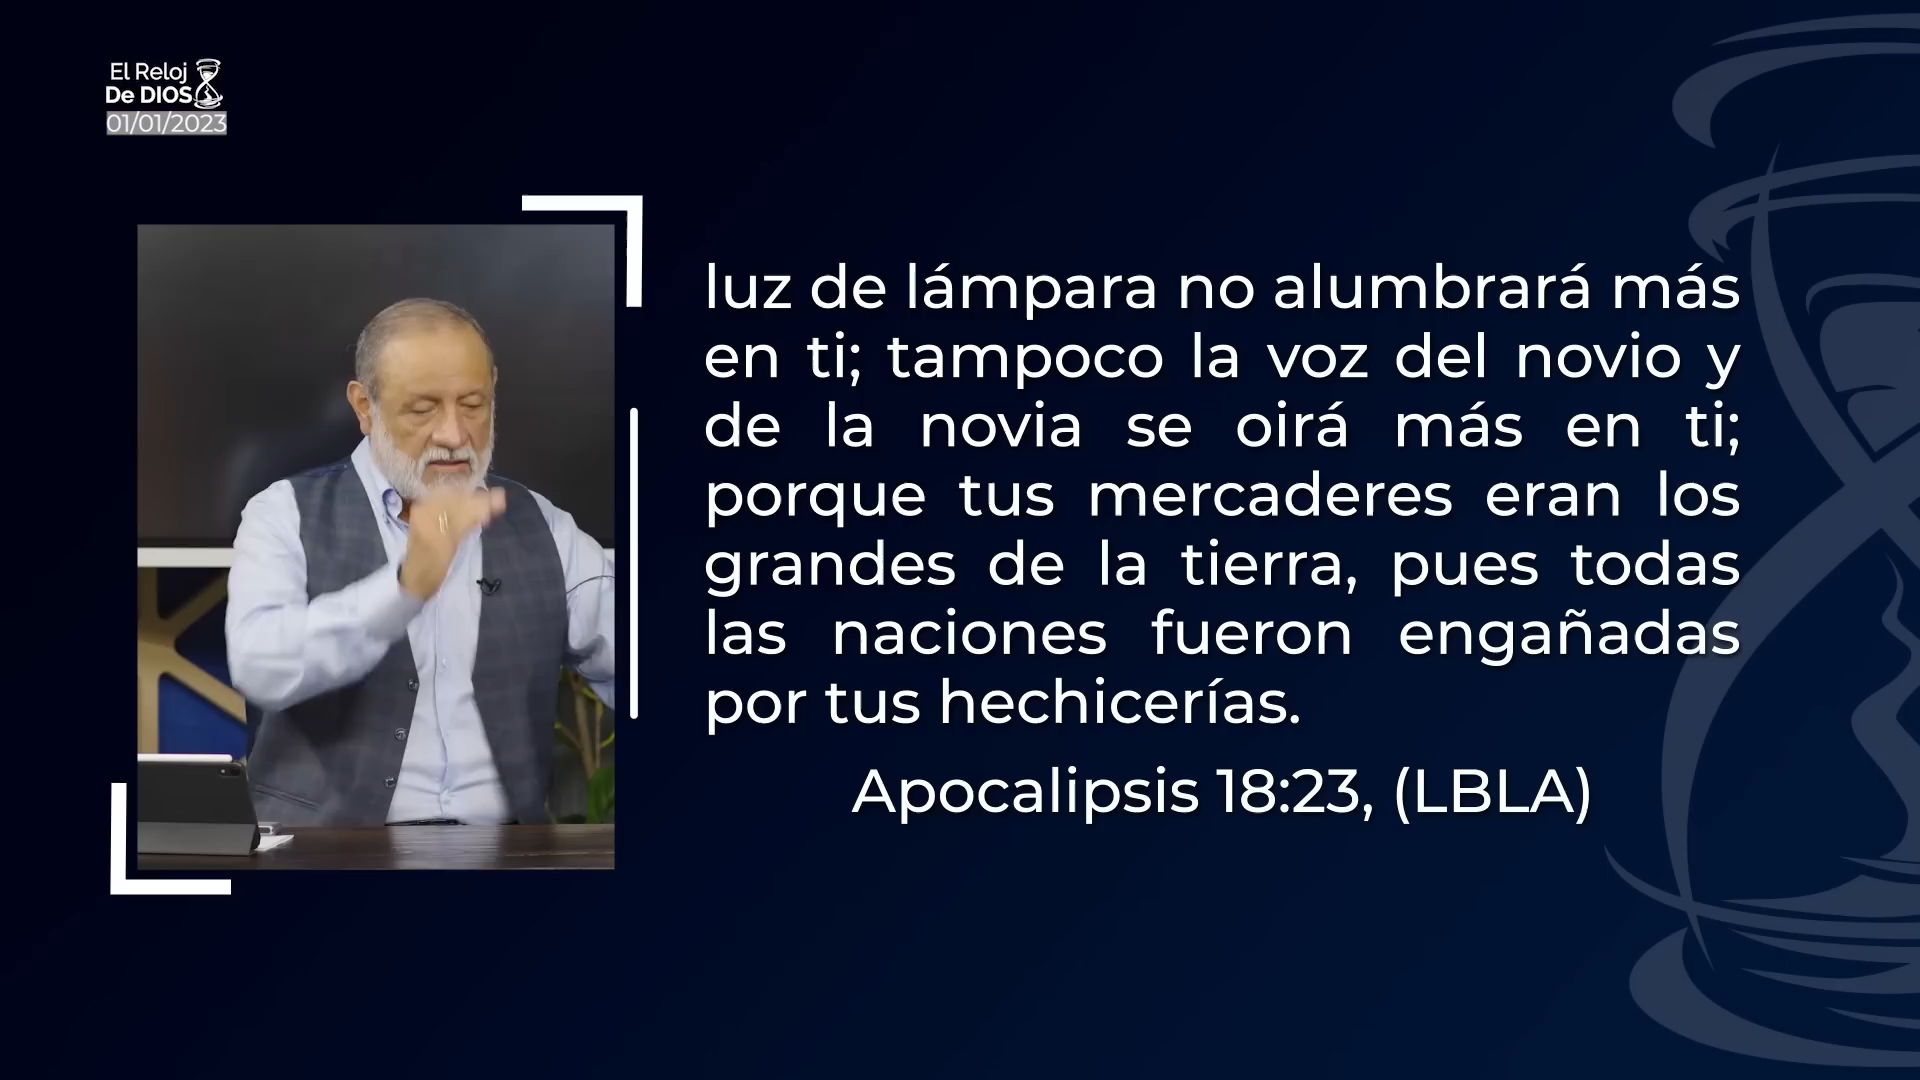 El Reloj
De DIOS
01/01/2023
luz de lámpara no alumbrará más
en ti; tampoco la voz del novio y
de la novia se oirá más en ti;
porque tus mercaderes eran los
grandes de la tierra, pues todas
las naciones fueron engañadas
por tus hechicerías.
Apocalipsis 18:23, (LBLA)